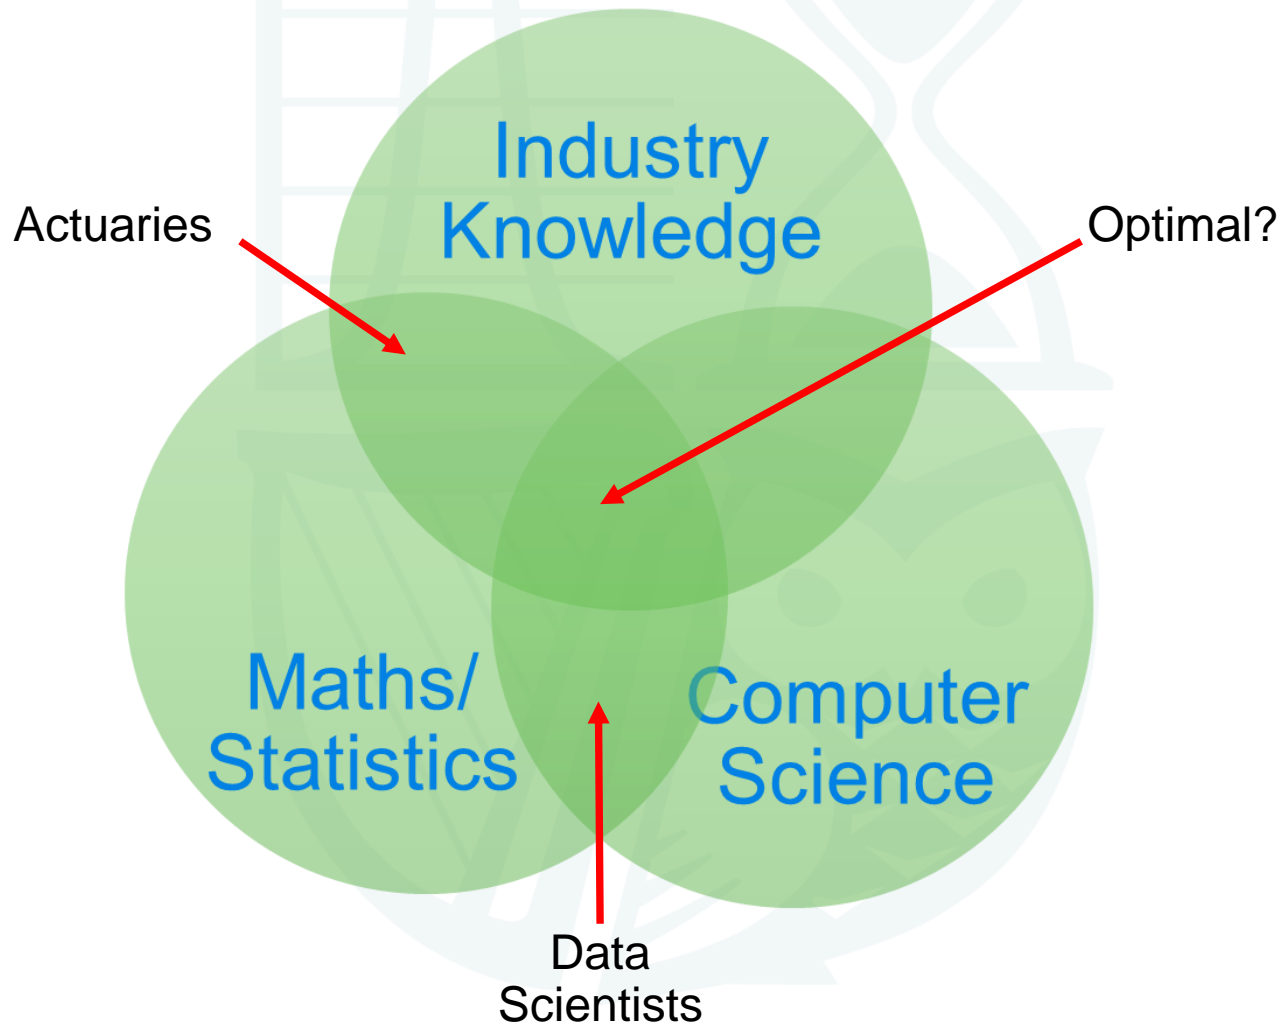 Industry
Knowledge
Actuaries
Optimal?
Maths/
Statistics
Computer
Science
Data
Scientists